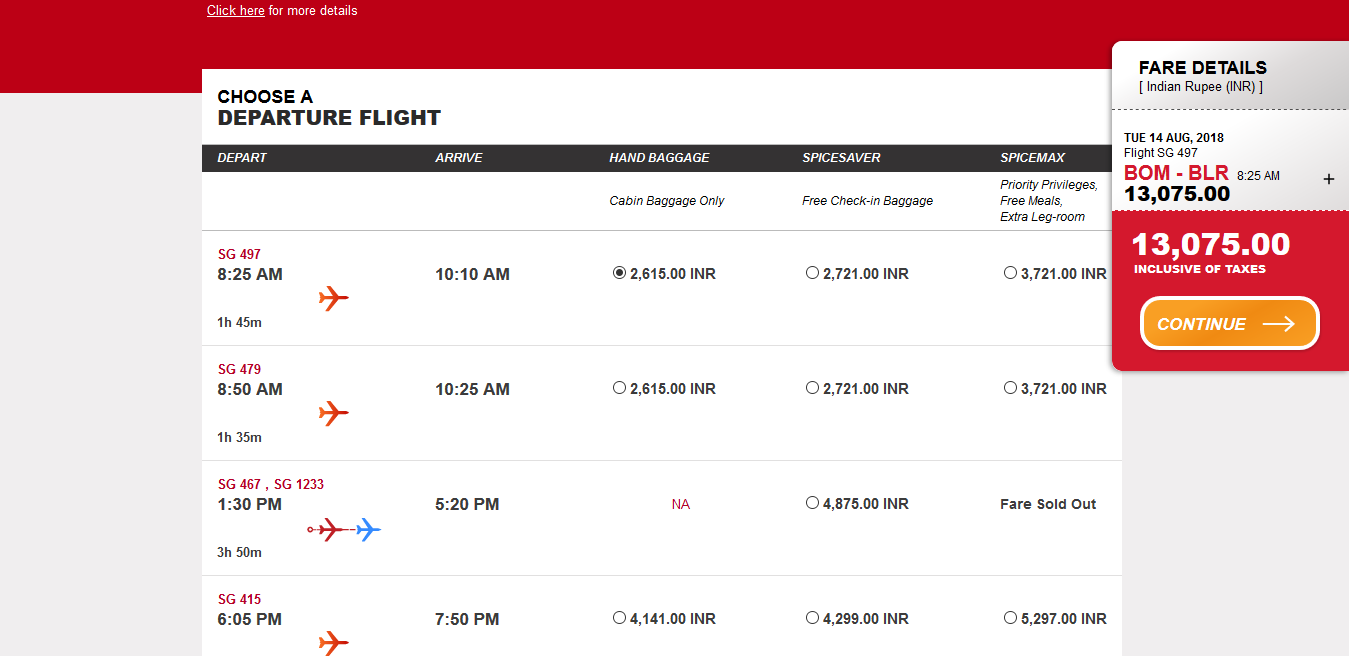 Click here for more details
CHOOSE A
DEPARTURE FLIGHT
DEPART ARRIVE HAND BAGGAGE SPICESAVER SPICEMAX
Cabin Baggage Only Free Check-in Baggage Priority Privileges,
Free Meals,
Extra Leg-room
SG 497
8:25 AM 10:10 AM 2,615.00 INR 2,721.00 INR 3,721.00 INR
1h 45m
SG 479
8:50 AM 10:25 AM 2,615.00 INR 2,721.00 INR 3,721.00 INR
1h 35m
SG 467 , SG 1233
1:30 PM 5:20 PM NA 4,875.00 INR Fare Sold Out
3h 50m
SG 415
6:05 PM 7:50 PM 4,141.00 INR 4,299.00 INR 5,297.00 INR
FARE DETAILS
[ Indian Rupee (INR) ]
TUE 14 AUG, 2018
Flight SG 497
BOM - BLR 8:25 AM +
13,075.00
13,075.00
INCLUSIVE OF TAXES
CONTINUE